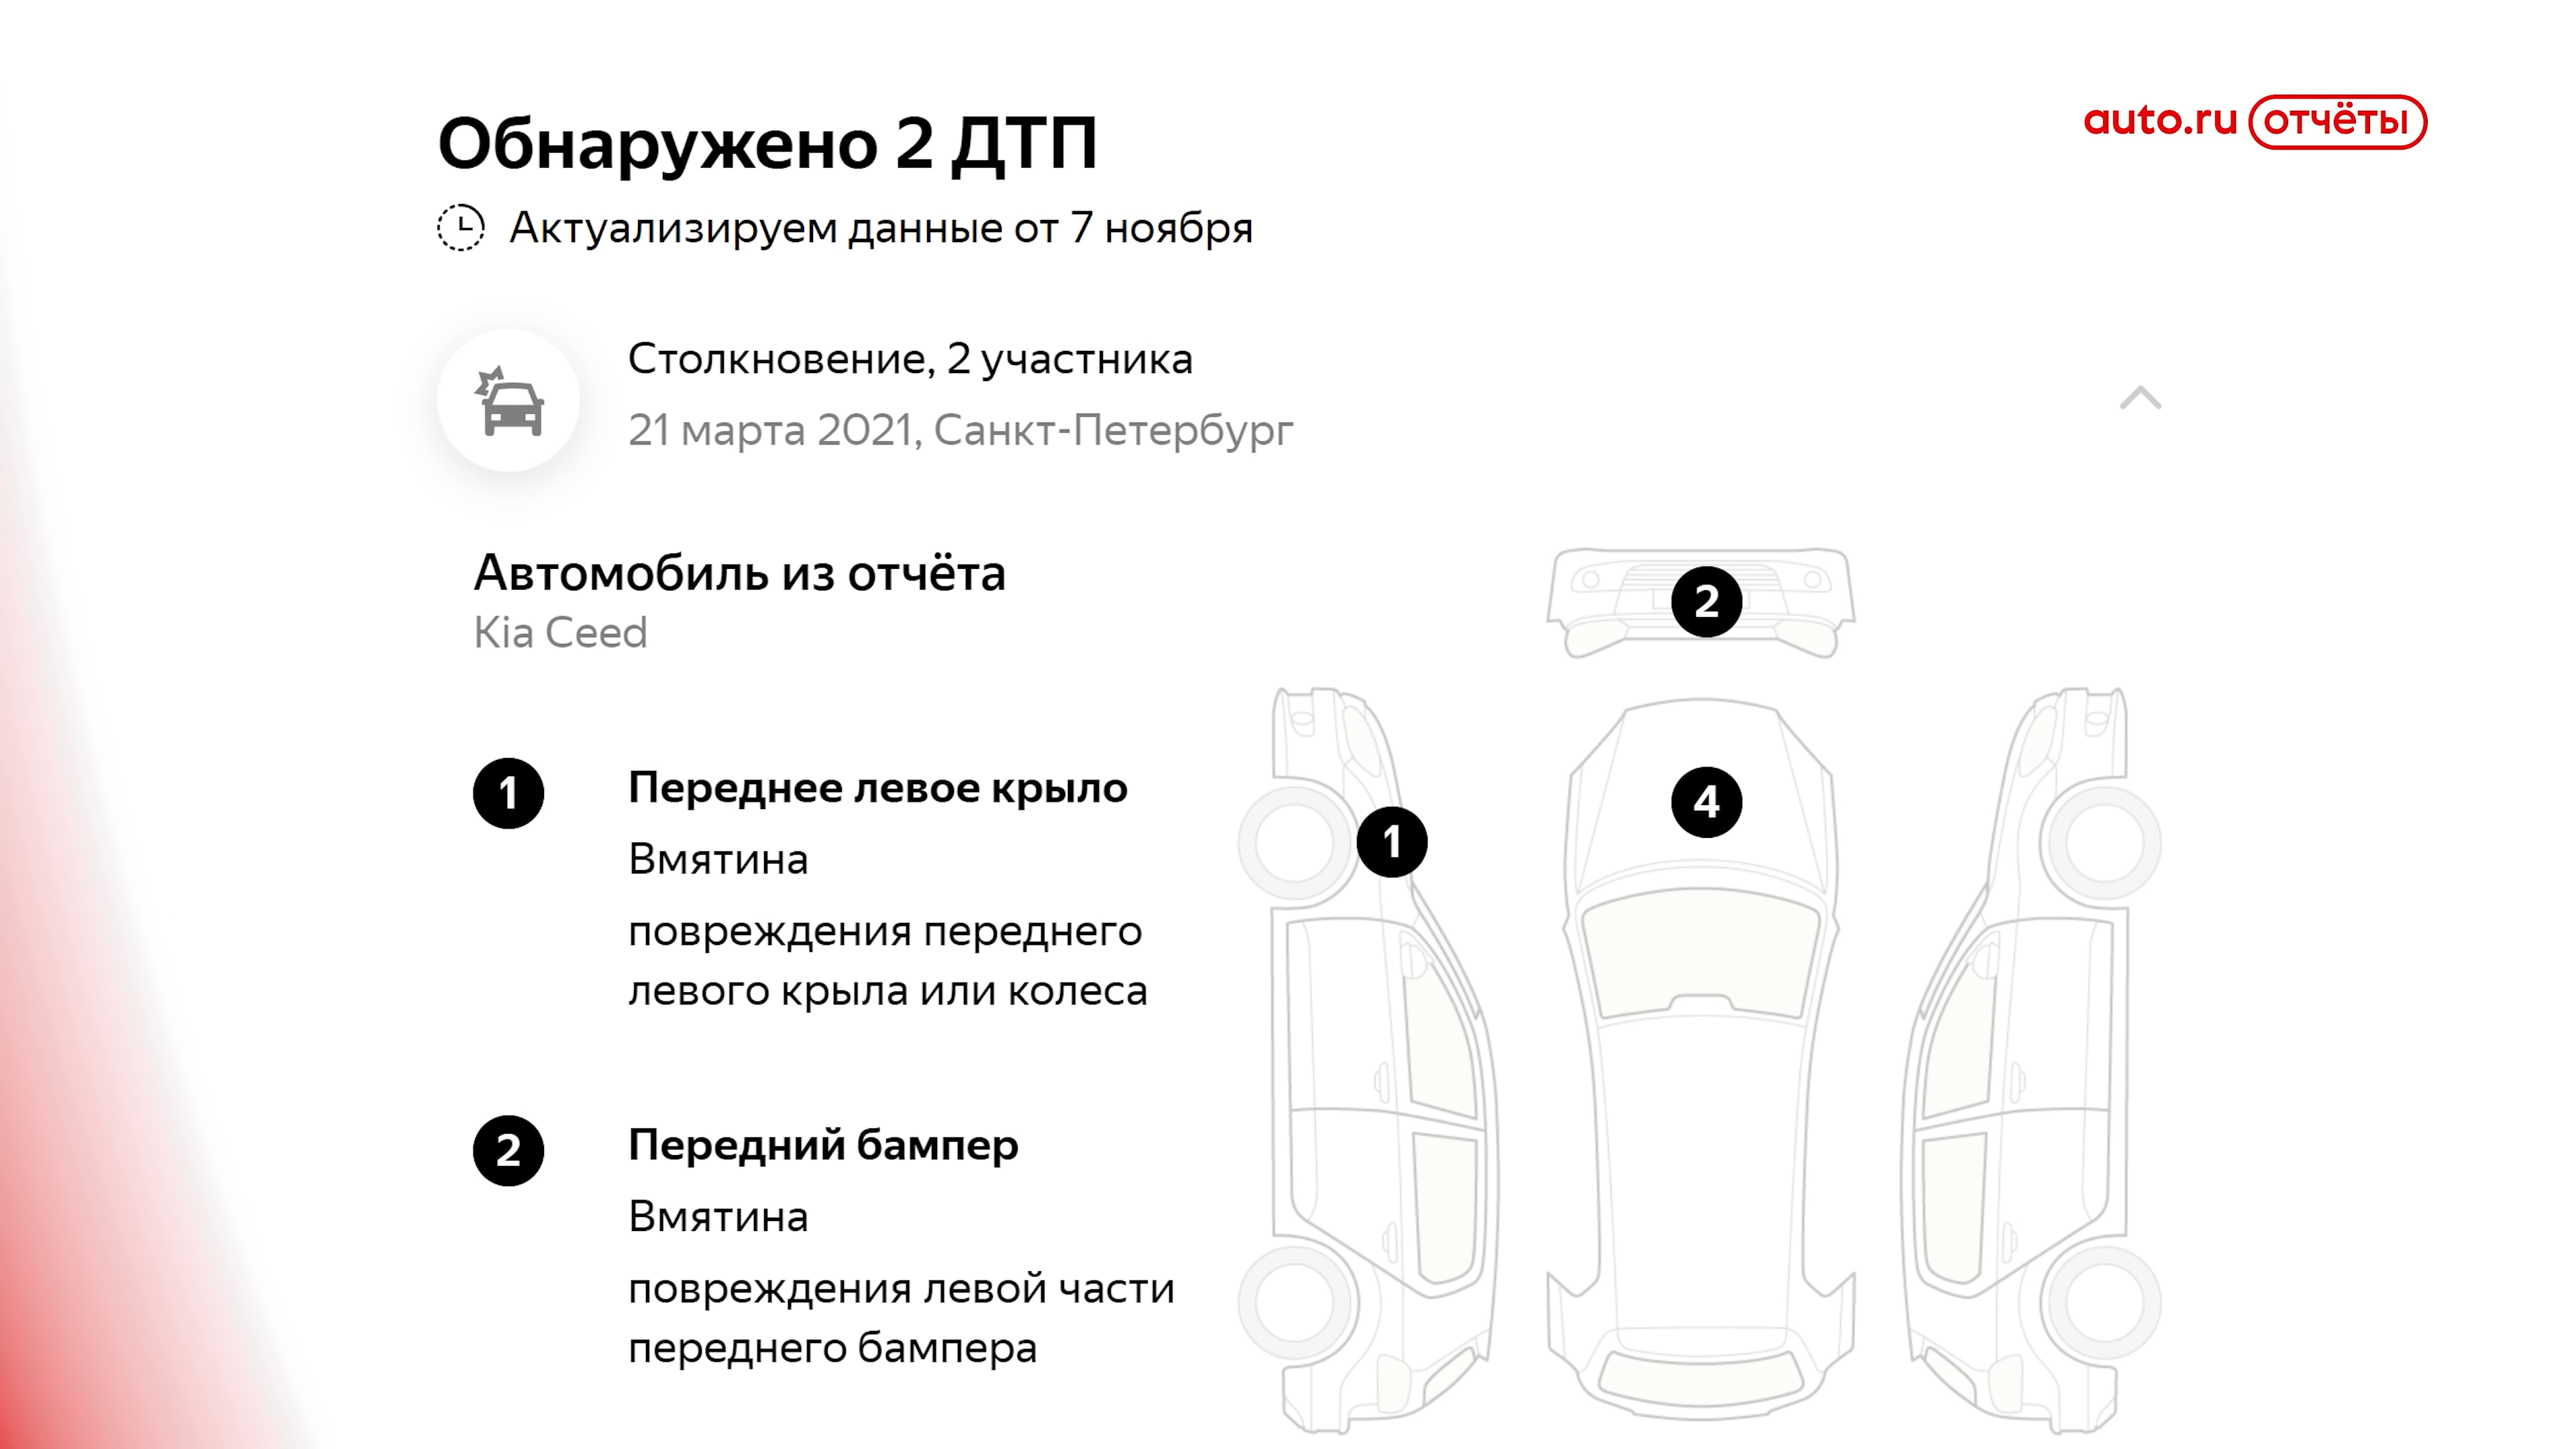 Обнаружено 2 ДТП
auto.ru отчёты
Актуализируем данные от 7 ноября
Столкновение, 2 участника
21 марта 2021, Санкт-Петербург
Автомобиль из отчёта
Kia Ceed
1 Переднее левое крыло
Вмятина
повреждения переднего
левого крыла или колеса
2 Передний бампер
Вмятина
повреждения левой части
переднего бампера
2
4
1